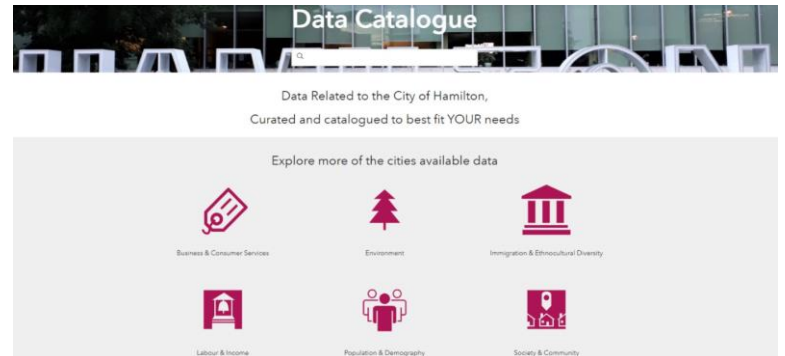 Data Catalogue
HAMILTON
Data Related to the City of Hamilton,
Curated and catalogued to best fit YOUR needs
Explore more of the cities available data
Business & Consumer Services
Environment
Immigration & Ethnocultural Diversity
Labour & Income
Population & Demography
Society & Community